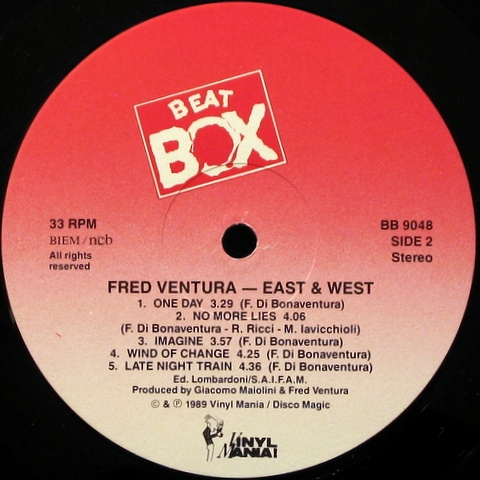 BEAT
BOX
33 RPM
BIEM/ncb
All rights
reserved
BB 9048
SIDE 2
Stereo
FRED VENTURA — EAST & WEST
1. ONE DAY 3.29 (F. Di Bonaventura)
2. NO MORE LIES 4.06
(F. Di Bonaventura - R. Ricci - M. Iavicchioli)
3. IMAGINE 3.57 (F. Di Bonaventura)
4. WIND OF CHANGE 4.25 (F. Di Bonaventura)
5. LATE NIGHT TRAIN 4.36 (F. Di Bonaventura)
Ed. Lombardoni/S.A.I.F.A.M.
Produced by Giacomo Maiolini & Fred Ventura
© & ℗ 1989 Vinyl Mania / Disco Magic
VINYL
MANIA!